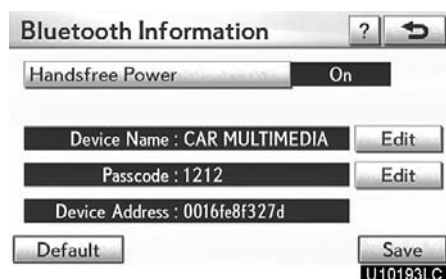 Bluetooth Information ?
Handsfree Power On
Device Name : CAR MULTIMEDIA Edit
Passcode : 1212 Edit
Device Address : 0016fe8f327d
Default Save
U10193LC